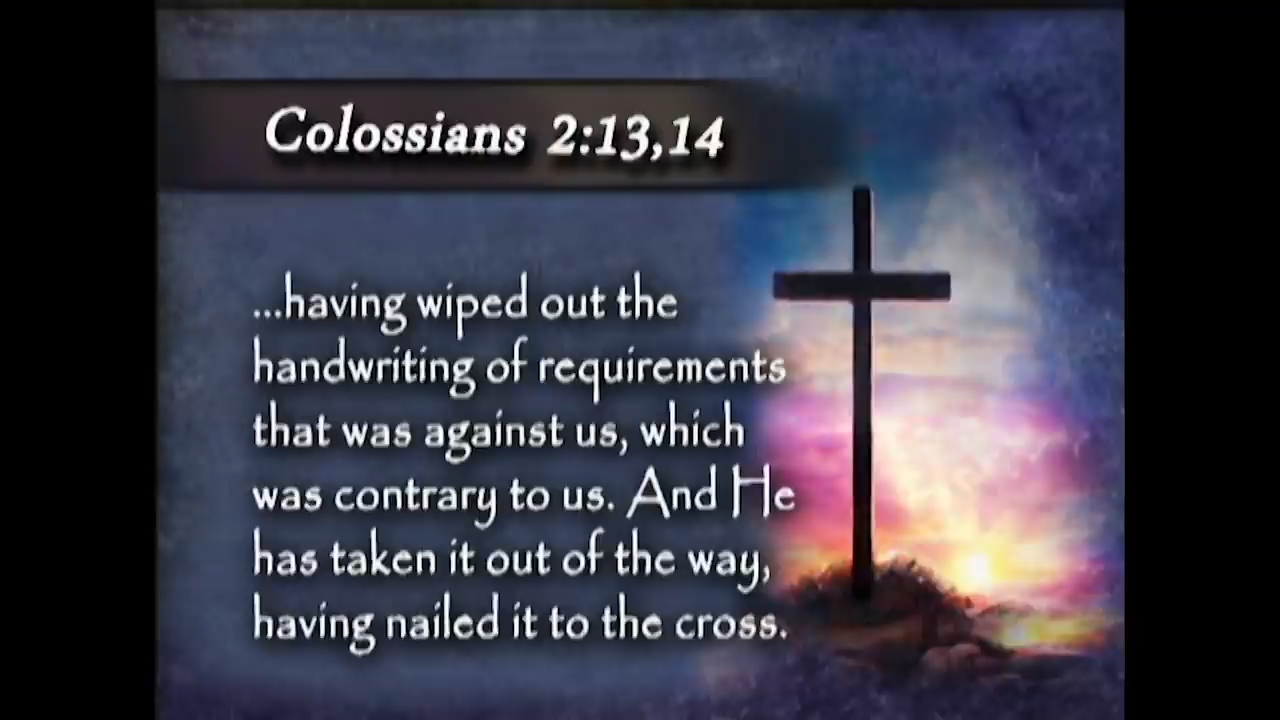 Colossians 2:13,14
...having wiped out the
handwriting of requirements
that was against us, which
was contrary to us. And He
has taken it out of the way,
having nailed it to the cross.